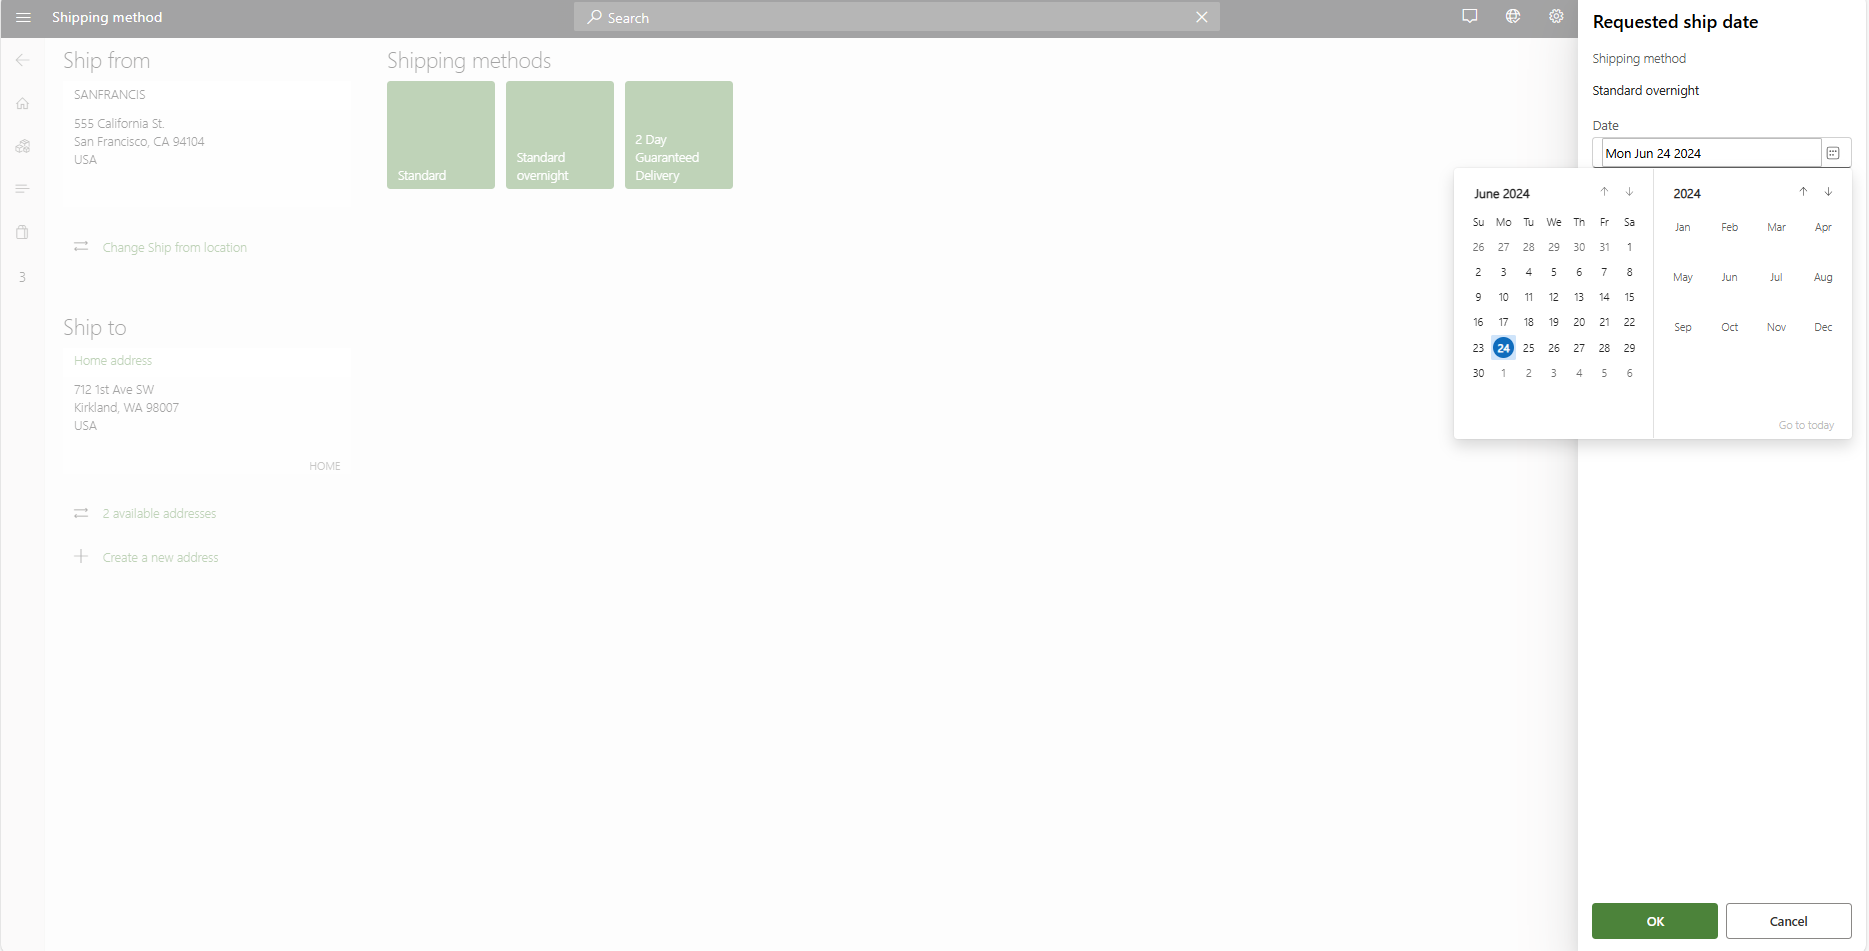 Shipping method
Search
Ship from
SANFRANCIS
555 California St.
San Francisco, CA 94104
USA
Change Ship from location
3
Ship to
Home address
712 1st Ave SW
Kirkland, WA 98007
USA
HOME
2 available addresses
Create a new address
Shipping methods
Standard
Standard
overnight
2 Day
Guaranteed
Delivery
Requested ship date
Shipping method
Standard overnight
Date
Mon Jun 24 2024
June 2024
Su Mo Tu We Th Fr Sa
26 27 28 29 30 31 1
2 3 4 5 6 7 8
9 10 11 12 13 14 15
16 17 18 19 20 21 22
23 24 25 26 27 28 29
30 1 2 3 4 5 6
2024
Jan Feb Mar Apr
May Jun Jul Aug
Sep Oct Nov Dec
Go to today
OK
Cancel